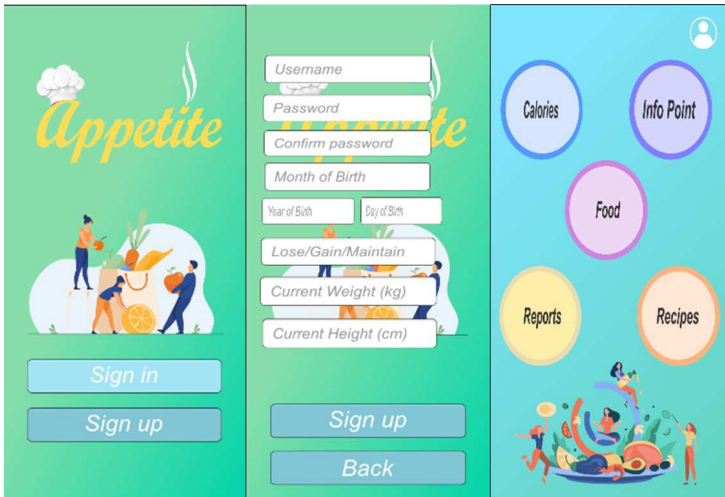 Appetite
Sign in
Sign up
Username
Password
Confirm password
Month of Birth
Year of Birth
Day of Birth
Lose/Gain/Maintain
Current Weight (kg)
Current Height (cm)
Sign up
Back
Calories
Info Point
Food
Reports
Recipes